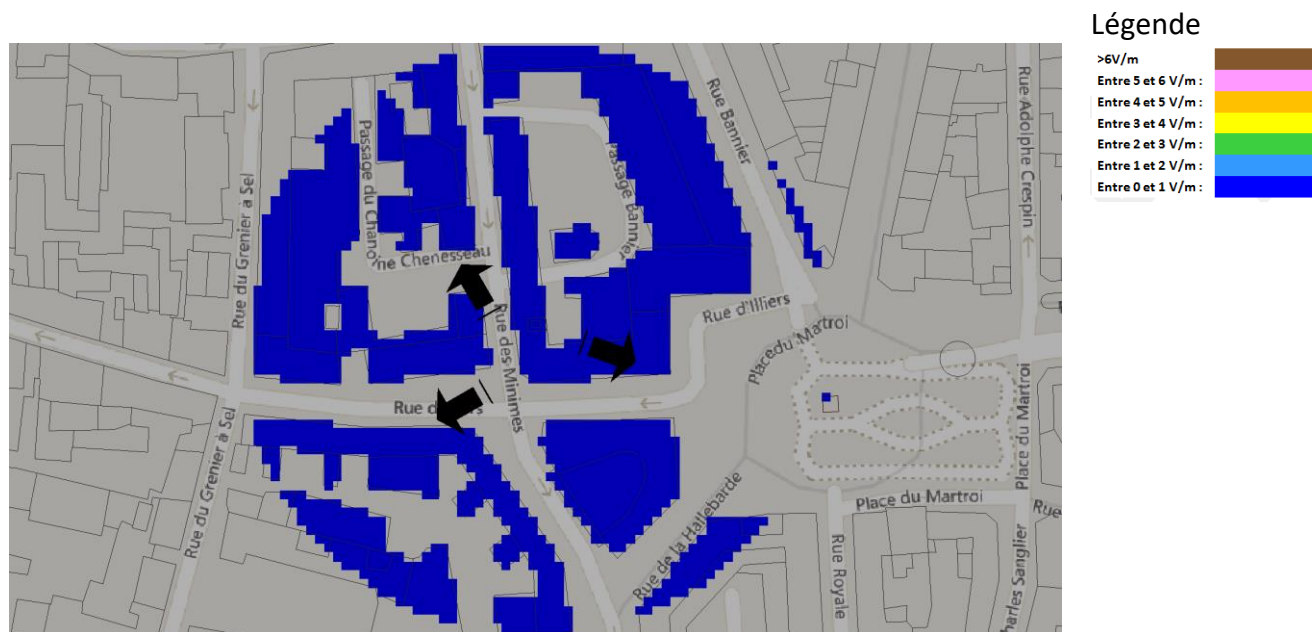 Légende
>6V/m
Entre 5 et 6 V/m :
Entre 4 et 5 V/m :
Entre 3 et 4 V/m :
Entre 2 et 3 V/m :
Entre 1 et 2 V/m :
Entre 0 et 1 V/m :
Rue du Grenier à Sel
Passage du Chanoine Chenesseau
Rue des Minimes
Passage Bannier
Rue Bannier
Rue Adolphe Crespin
Rue d'Illiers
Place du Martroi
Rue du Grenier à Sel
Place du Martroi
Place du Martroi
Rue de la Hallebarde
Rue Royale
Rue
harles Sanglier